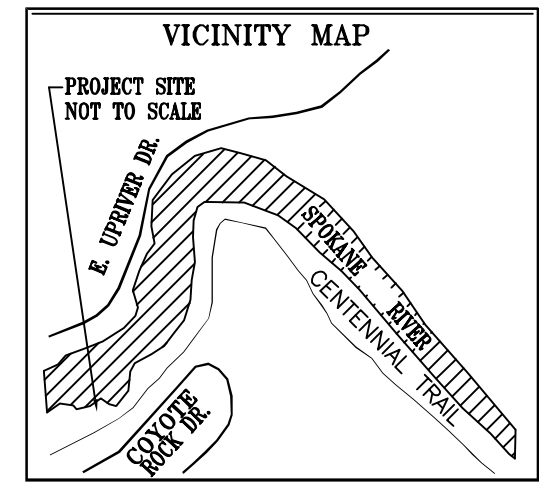 VICINITY MAP
PROJECT SITE
NOT TO SCALE
E. UPRIVER DR.
SPOKANE RIVER
CENTENNIAL TRAIL
COYOTE
ROCK DR.